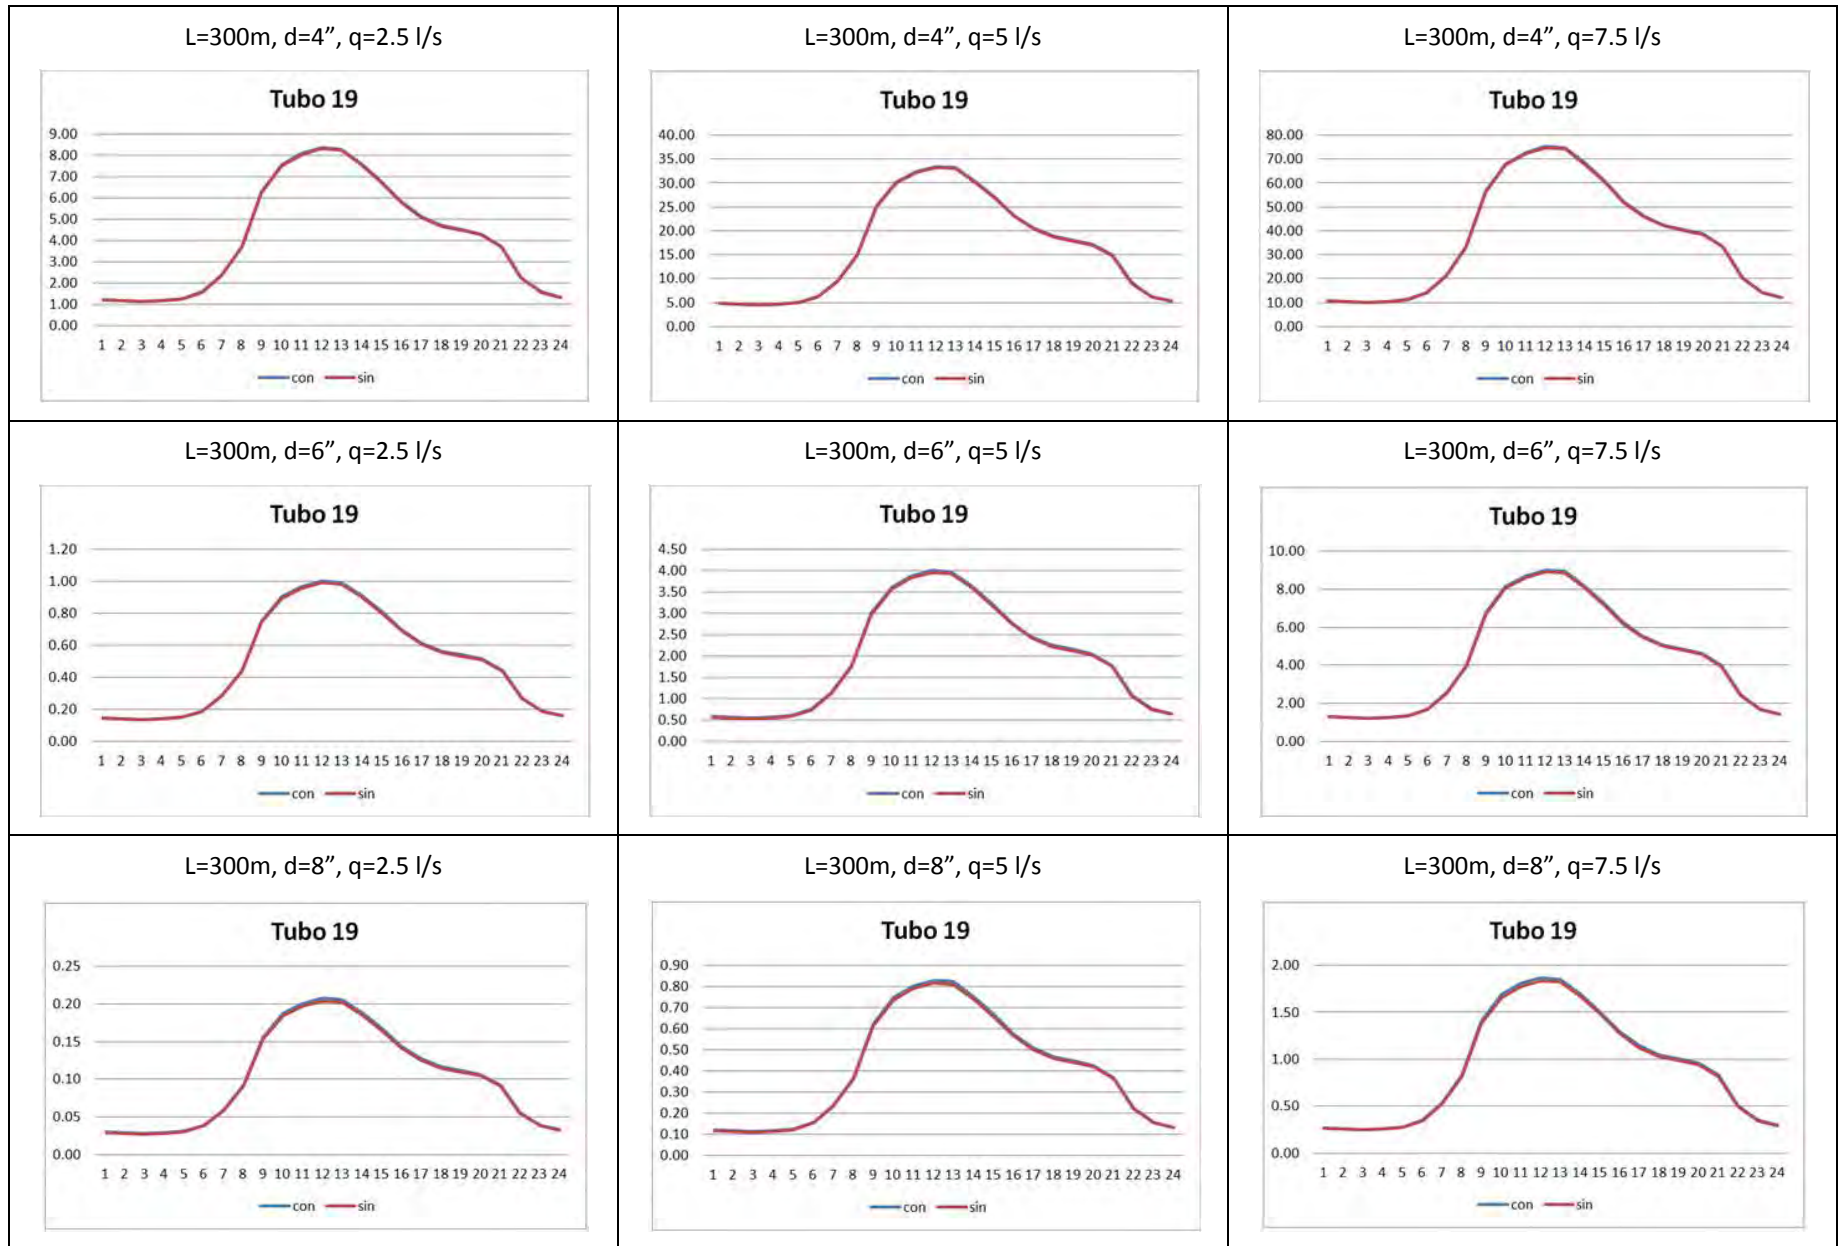 L=300m, d=4”, q=2.5 l/s
Tubo 19
9.00
8.00
7.00
6.00
5.00
4.00
3.00
2.00
1.00
0.00
1 2 3 4 5 6 7 8 9 10 11 12 13 14 15 16 17 18 19 20 21 22 23 24
con sin
L=300m, d=4”, q=5 l/s
Tubo 19
40.00
35.00
30.00
25.00
20.00
15.00
10.00
5.00
0.00
1 2 3 4 5 6 7 8 9 10 11 12 13 14 15 16 17 18 19 20 21 22 23 24
con sin
L=300m, d=4”, q=7.5 l/s
Tubo 19
80.00
70.00
60.00
50.00
40.00
30.00
20.00
10.00
0.00
1 2 3 4 5 6 7 8 9 10 11 12 13 14 15 16 17 18 19 20 21 22 23 24
con sin
L=300m, d=6”, q=2.5 l/s
Tubo 19
1.20
1.00
0.80
0.60
0.40
0.20
0.00
1 2 3 4 5 6 7 8 9 10 11 12 13 14 15 16 17 18 19 20 21 22 23 24
con sin
L=300m, d=6”, q=5 l/s
Tubo 19
4.50
4.00
3.50
3.00
2.50
2.00
1.50
1.00
0.50
0.00
1 2 3 4 5 6 7 8 9 10 11 12 13 14 15 16 17 18 19 20 21 22 23 24
con sin
L=300m, d=6”, q=7.5 l/s
Tubo 19
10.00
8.00
6.00
4.00
2.00
0.00
1 2 3 4 5 6 7 8 9 10 11 12 13 14 15 16 17 18 19 20 21 22 23 24
con sin
L=300m, d=8”, q=2.5 l/s
Tubo 19
0.25
0.20
0.15
0.10
0.05
0.00
1 2 3 4 5 6 7 8 9 10 11 12 13 14 15 16 17 18 19 20 21 22 23 24
con sin
L=300m, d=8”, q=5 l/s
Tubo 19
0.90
0.80
0.70
0.60
0.50
0.40
0.30
0.20
0.10
0.00
1 2 3 4 5 6 7 8 9 10 11 12 13 14 15 16 17 18 19 20 21 22 23 24
con sin
L=300m, d=8”, q=7.5 l/s
Tubo 19
2.00
1.50
1.00
0.50
0.00
1 2 3 4 5 6 7 8 9 10 11 12 13 14 15 16 17 18 19 20 21 22 23 24
con sin